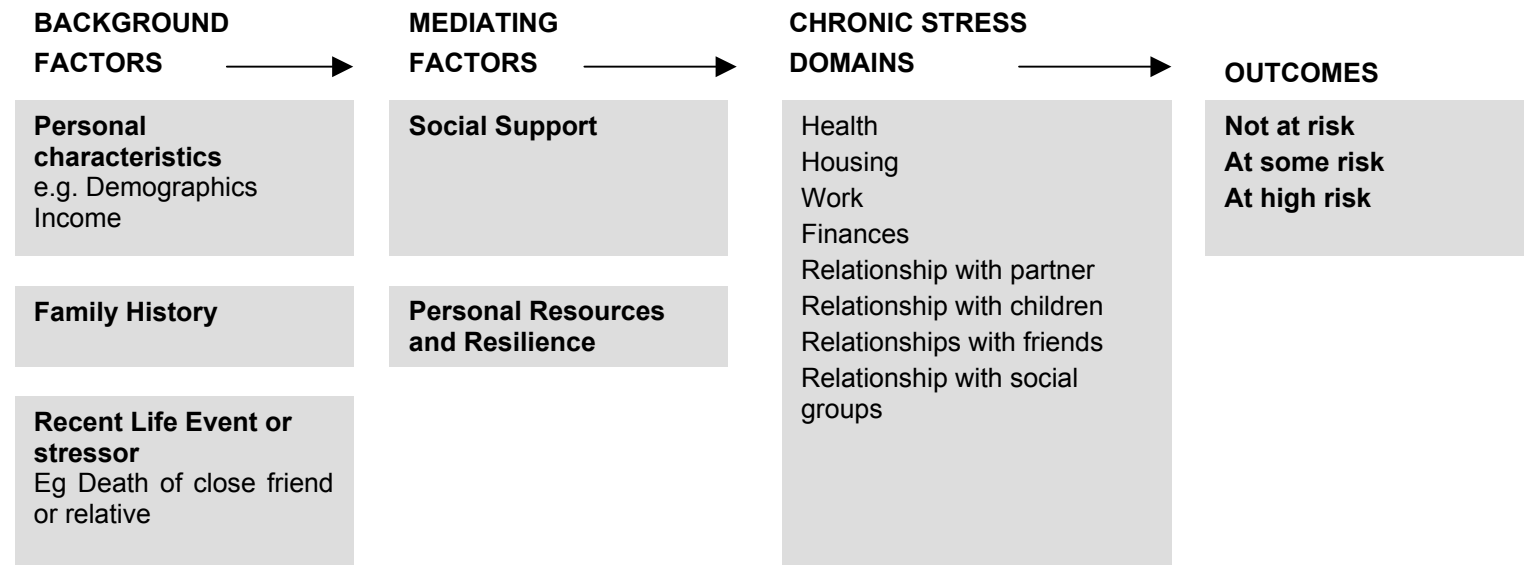 BACKGROUND
FACTORS
Personal
characteristics
e.g. Demographics
Income
Family History
Recent Life Event or
stressor
Eg Death of close friend
or relative
MEDIATING
FACTORS
Social Support
Personal Resources
and Resilience
CHRONIC STRESS
DOMAINS
Health
Housing
Work
Finances
Relationship with partner
Relationship with children
Relationships with friends
Relationship with social
groups
OUTCOMES
Not at risk
At some risk
At high risk